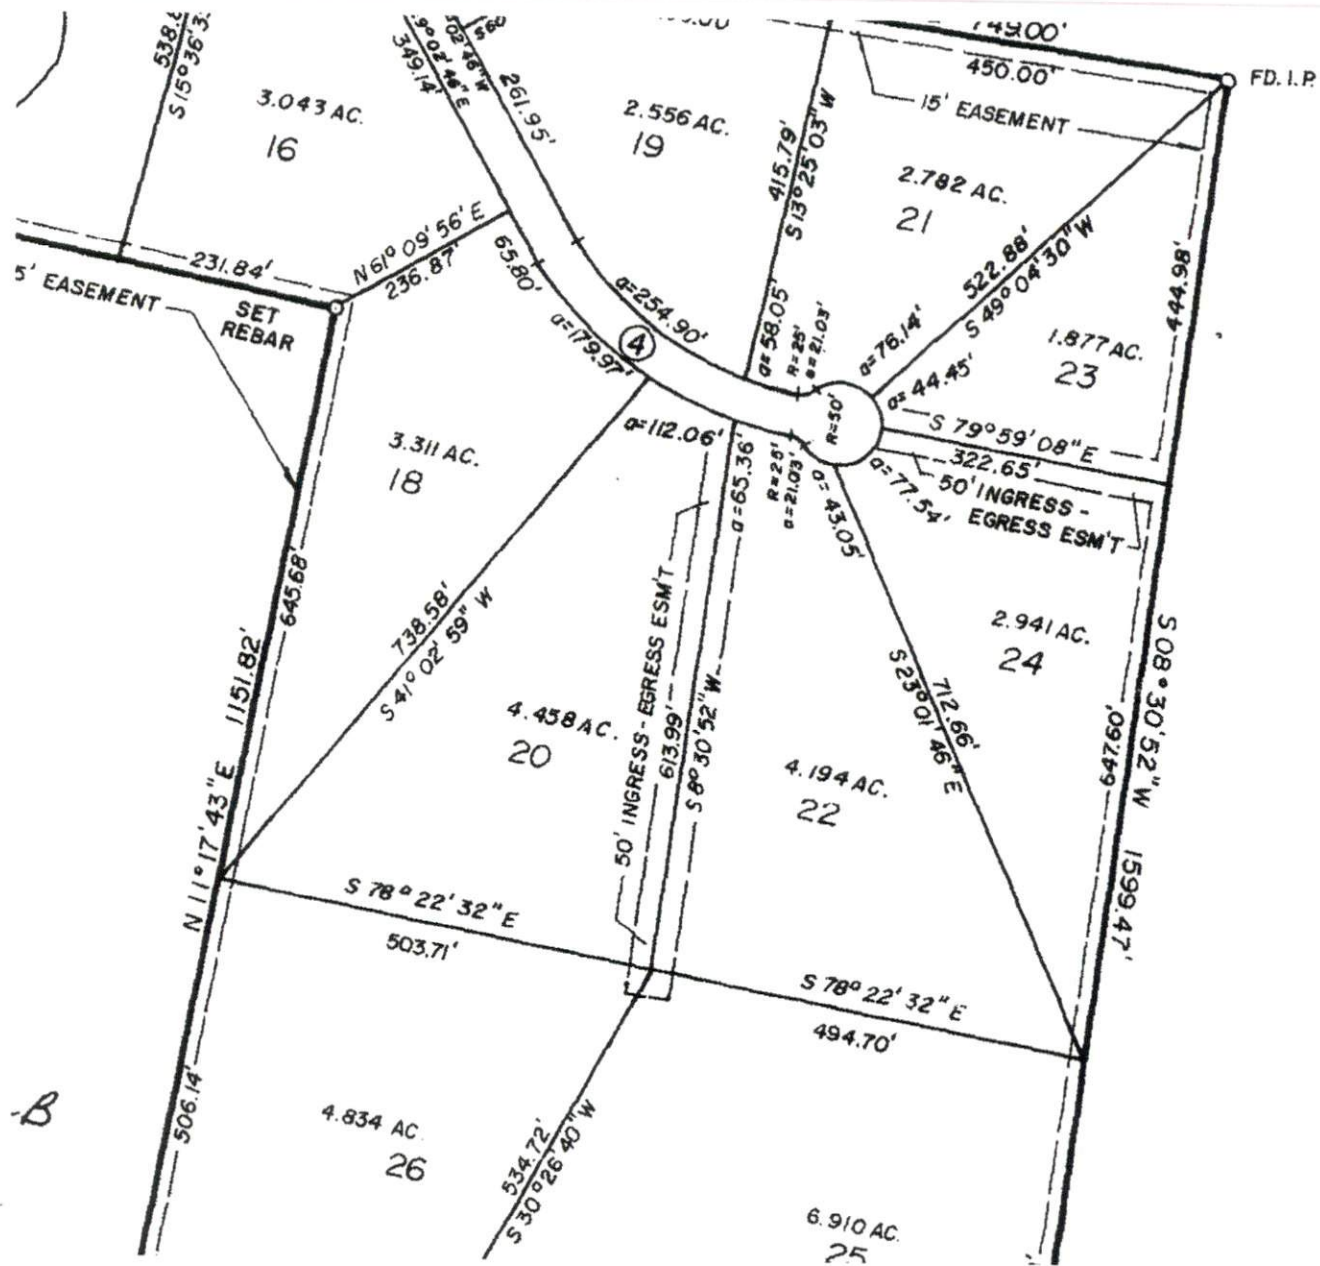 749.00'
450.00'
FD. I.P.
15' EASEMENT
349.14'
261.95'
3.043 AC.
16
2.556 AC.
19
415.79'
S 13° 25' 03" W
2.782 AC.
21
522.88'
S 49° 04' 30" W
444.98'
1.877 AC.
23
231.84'
N 61° 09' 56" E
236.87'
65.80'
5' EASEMENT
SET
REBAR
a=254.90'
4
a=179.97'
a=58.05'
R=25'
a=21.03'
a=76.14'
a=44.45'
R=50'
S 79° 59' 08" E
322.65'
50' INGRESS -
EGRESS ESM'T
a=112.06'
a=65.36'
R=25'
a=21.03'
a=43.05'
a=77.54'
3.311 AC.
18
645.68'
1151.82'
N 11° 17' 43" E
738.58'
S 41° 02' 59" W
4.458 AC.
20
50' INGRESS - EGRESS ESM'T
613.99'
S 8° 30' 52" W
2.941 AC.
24
712.66'
S 23° 01' 46" E
4.194 AC.
22
647.60'
S 08° 30' 52" W 1599.47'
S 78° 22' 32" E
503.71'
S 78° 22' 32" E
494.70'
506.14'
-B
4.834 AC.
26
534.72'
S 30° 26' 40" W
6.910 AC.
25